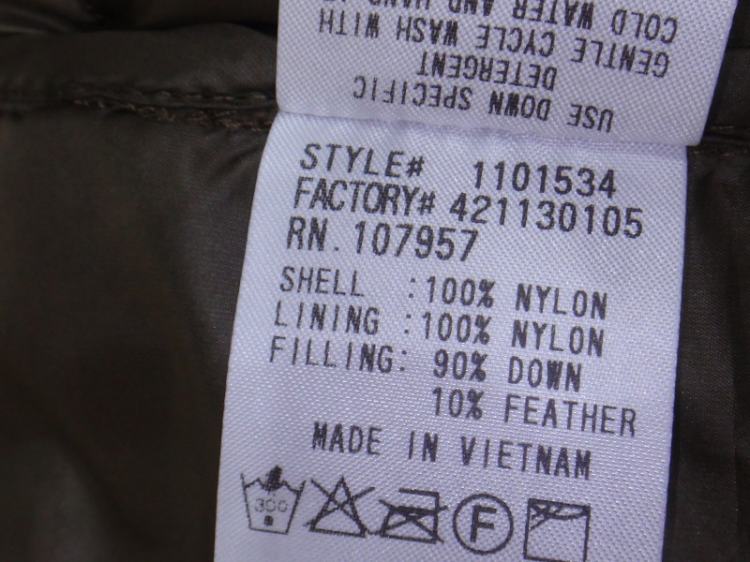 USE DOWN SPECIFIC
DETERGENT
GENTLE CYCLE WASH WITH
COLD WATER AND
STYLE# 1101534
FACTORY# 421130105
RN. 107957
SHELL :100% NYLON
LINING :100% NYLON
FILLING: 90% DOWN
10% FEATHER
MADE IN VIETNAM
300
F